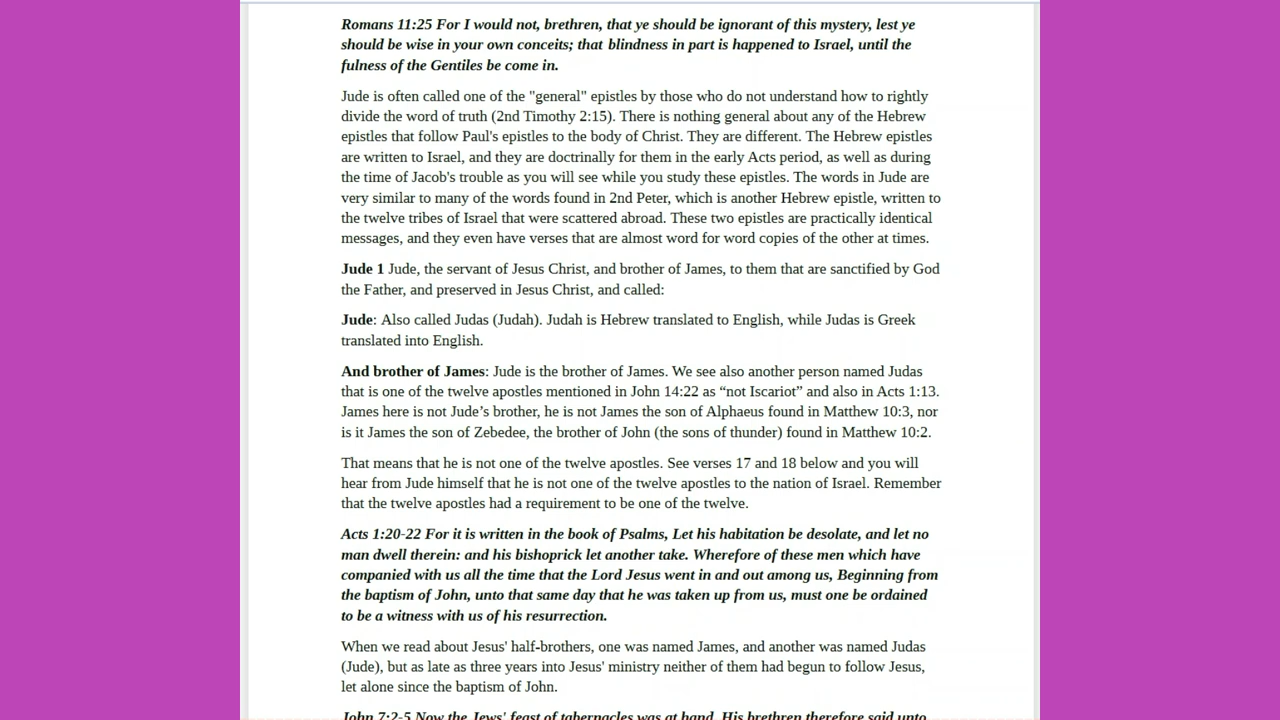 Romans 11:25 For I would not, brethren, that ye should be ignorant of this mystery, lest ye
should be wise in your own conceits; that blindness in part is happened to Israel, until the
fulness of the Gentiles be come in.
Jude is often called one of the "general" epistles by those who do not understand how to rightly
divide the word of truth (2nd Timothy 2:15). There is nothing general about any of the Hebrew
epistles that follow Paul's epistles to the body of Christ. They are different. The Hebrew epistles
are written to Israel, and they are doctrinally for them in the early Acts period, as well as during
the time of Jacob's trouble as you will see while you study these epistles. The words in Jude are
very similar to many of the words found in 2nd Peter, which is another Hebrew epistle, written to
the twelve tribes of Israel that were scattered abroad. These two epistles are practically identical
messages, and they even have verses that are almost word for word copies of the other at times.
Jude 1 Jude, the servant of Jesus Christ, and brother of James, to them that are sanctified by God
the Father, and preserved in Jesus Christ, and called:
Jude: Also called Judas (Judah). Judah is Hebrew translated to English, while Judas is Greek
translated into English.
And brother of James: Jude is the brother of James. We see also another person named Judas
that is one of the twelve apostles mentioned in John 14:22 as “not Iscariot” and also in Acts 1:13.
James here is not Jude’s brother, he is not James the son of Alphaeus found in Matthew 10:3, nor
is it James the son of Zebedee, the brother of John (the sons of thunder) found in Matthew 10:2.
That means that he is not one of the twelve apostles. See verses 17 and 18 below and you will
hear from Jude himself that he is not one of the twelve apostles to the nation of Israel. Remember
that the twelve apostles had a requirement to be one of the twelve.
Acts 1:20-22 For it is written in the book of Psalms, Let his habitation be desolate, and let no
man dwell therein: and his bishoprick let another take. Wherefore of these men which have
companied with us all the time that the Lord Jesus went in and out among us, Beginning from
the baptism of John, unto that same day that he was taken up from us, must one be ordained
to be a witness with us of his resurrection.
When we read about Jesus' half-brothers, one was named James, and another was named Judas
(Jude), but as late as three years into Jesus' ministry neither of them had begun to follow Jesus,
let alone since the baptism of John.
John 7:2-5 Now the Jews' feast of tabernacles was at hand. His brethren therefore said unto